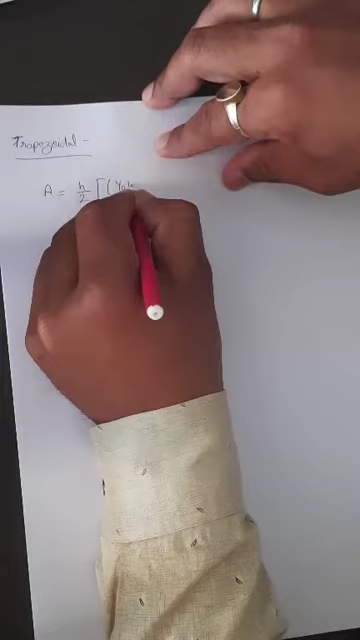 Trapezoidal -
A = h/2 [ ( y₀